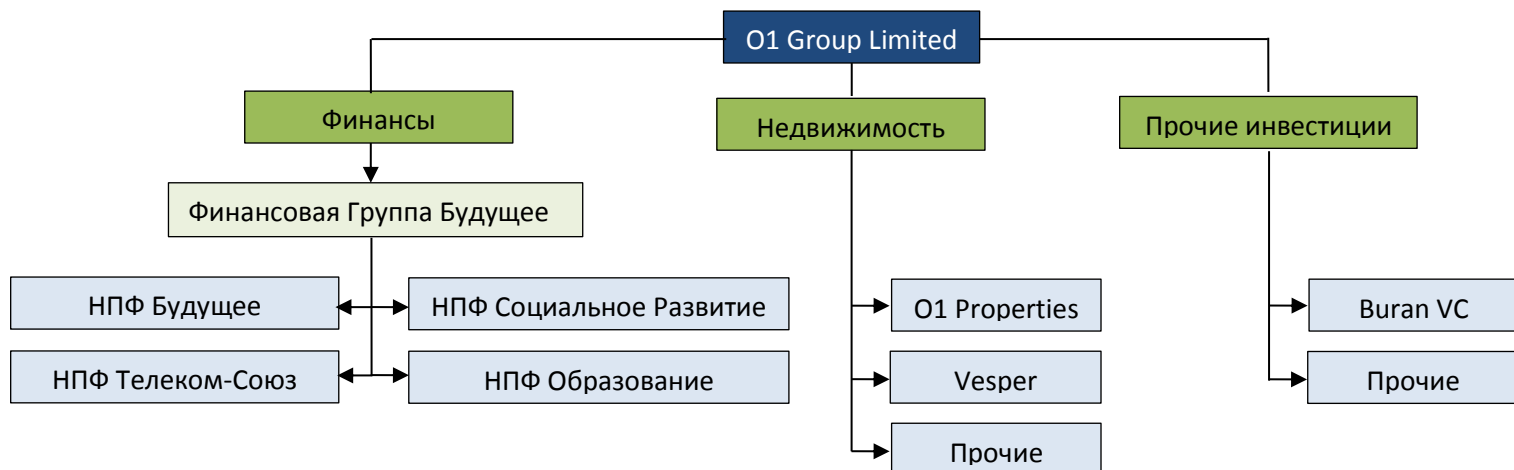 O1 Group Limited
Финансы
Недвижимость
Прочие инвестиции
Финансовая Группа Будущее
НПФ Будущее
НПФ Социальное Развитие
O1 Properties
Buran VC
НПФ Телеком-Союз
НПФ Образование
Vesper
Прочие
Прочие